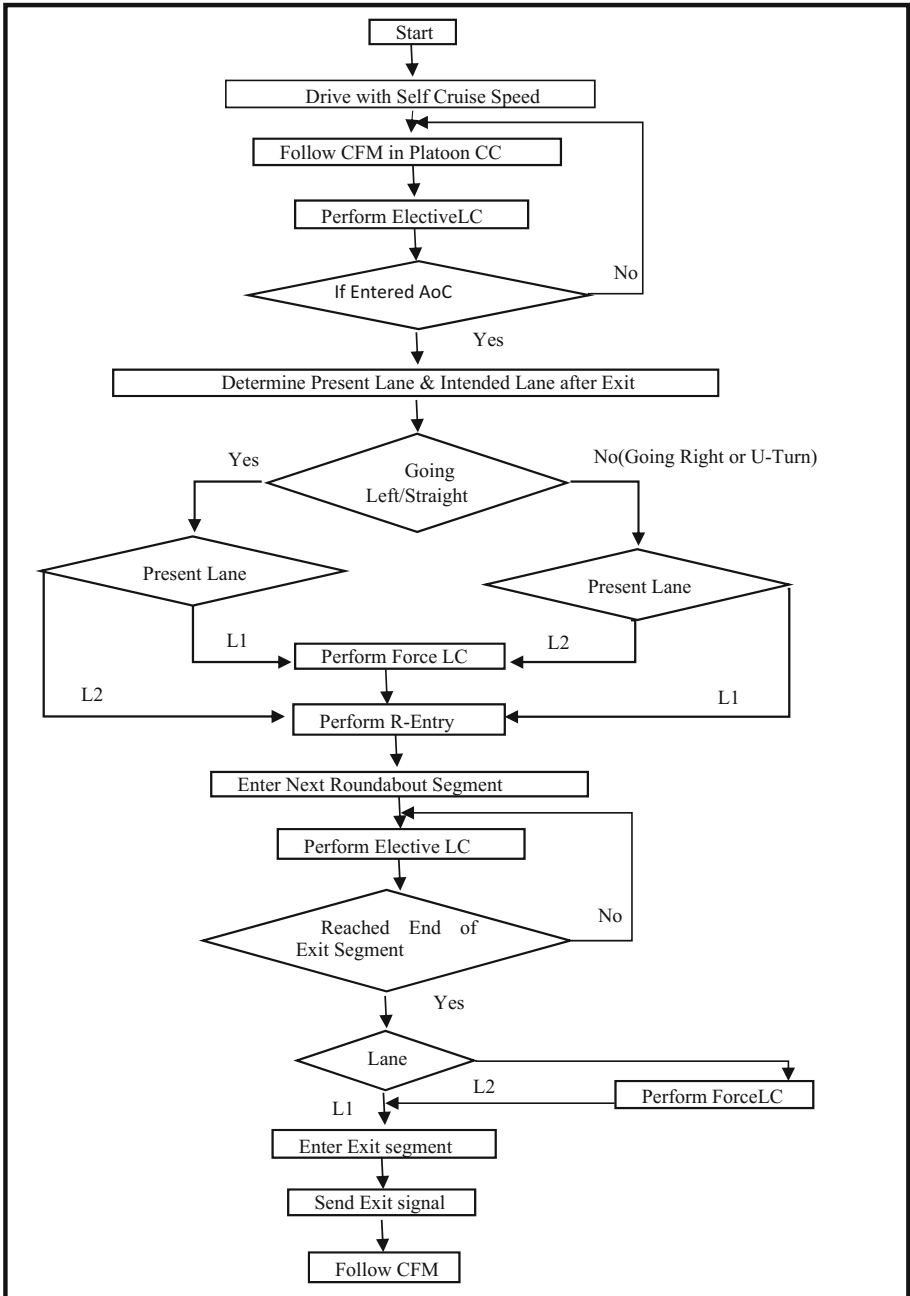 Start
Drive with Self Cruise Speed
Follow CFM in Platoon CC
Perform ElectiveLC
If Entered AoC
No
Yes
Determine Present Lane & Intended Lane after Exit
Yes
No(Going Right or U-Turn)
Going
Left/Straight
Present Lane
Present Lane
L1
L2
Perform Force LC
L2
L1
Perform R-Entry
Enter Next Roundabout Segment
Perform Elective LC
Reached End of
Exit Segment
No
Yes
Lane
L2
Perform ForceLC
L1
Enter Exit segment
Send Exit signal
Follow CFM